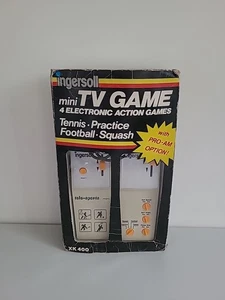 ingersoll
mini TV GAME
4 ELECTRONIC ACTION GAMES
Tennis · Practice
Football · Squash
with
PRO-AM
OPTION!
tele-sports
XK 400